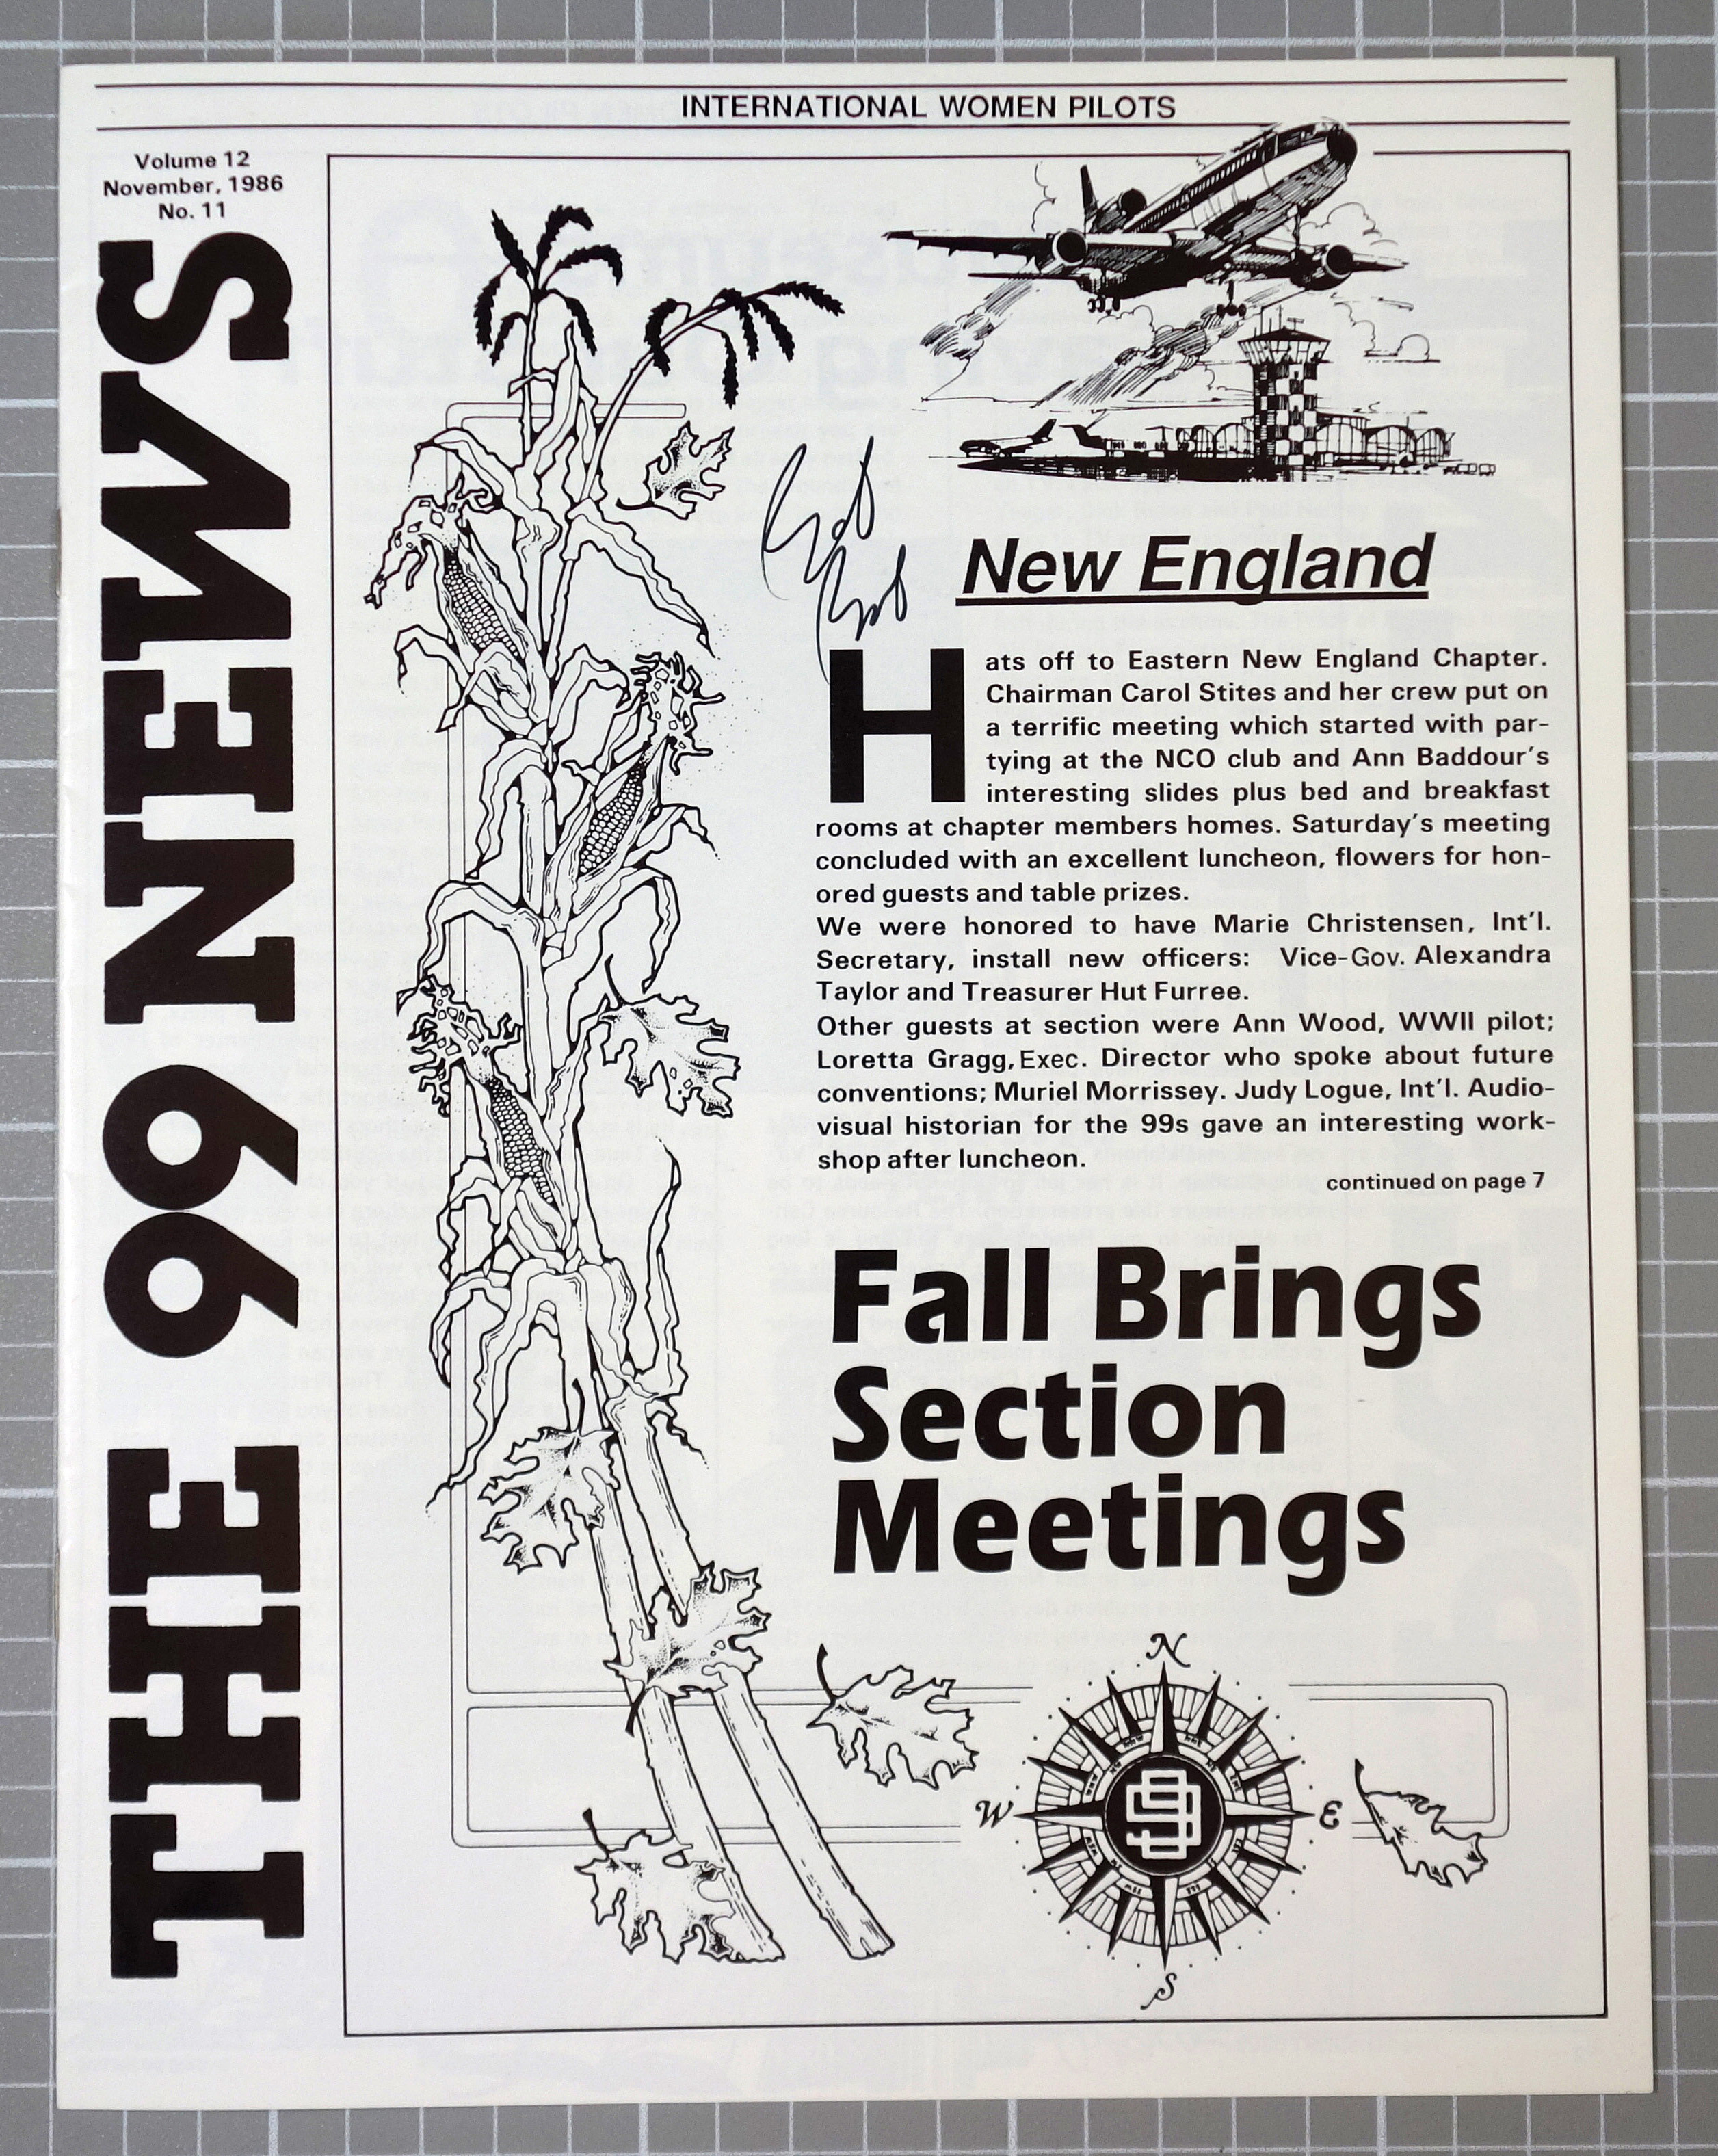 INTERNATIONAL WOMEN PILOTS
Volume 12
November, 1986
No. 11
THE 99 NEWS
New England
Hats off to Eastern New England Chapter.
Chairman Carol Stites and her crew put on
a terrific meeting which started with par-
tying at the NCO club and Ann Baddour's
interesting slides plus bed and breakfast
rooms at chapter members homes. Saturday's meeting
concluded with an excellent luncheon, flowers for hon-
ored guests and table prizes.
We were honored to have Marie Christensen, Int'l.
Secretary, install new officers: Vice-Gov. Alexandra
Taylor and Treasurer Hut Furree.
Other guests at section were Ann Wood, WWII pilot;
Loretta Gragg, Exec. Director who spoke about future
conventions; Muriel Morrissey. Judy Logue, Int'l. Audio-
visual historian for the 99s gave an interesting work-
shop after luncheon.
continued on page 7
Fall Brings
Section
Meetings
N
W
99
E
S